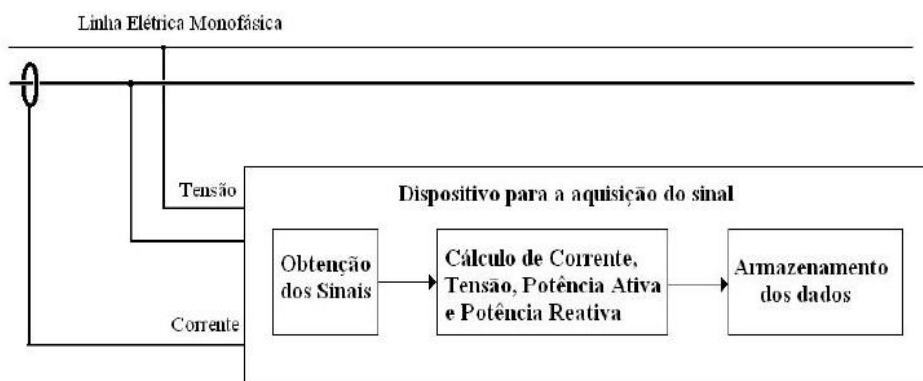 Linha Elétrica Monofásica
Tensão
Dispositivo para a aquisição do sinal
Obtenção
dos Sinais
Cálculo de Corrente,
Tensão, Potência Ativa
e Potência Reativa
Armazenamento
dos dados
Corrente